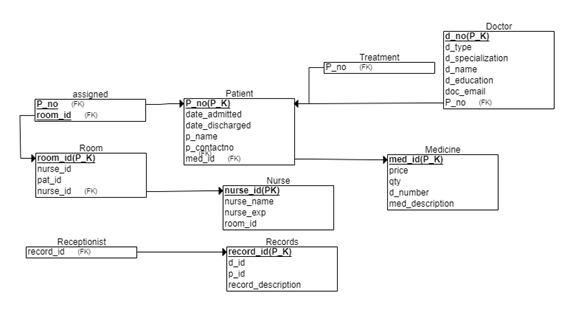 Doctor
d_no(P_K)
d_type
d_specialization
d_name
d_education
doc_email
P_no (FK)
Treatment
P_no (FK)
assigned
P_no (FK)
room_id (FK)
Patient
P_no(P_K)
date_admitted
date_discharged
p_name
p_contactno
med_id (FK)
(FK)
Room
room_id(P_K)
nurse_id
pat_id
nurse_id (FK)
Medicine
med_id(P_K)
price
qty
d_number
med_description
Nurse
nurse_id(PK)
nurse_name
nurse_exp
room_id
Receptionist
record_id (FK)
Records
record_id(P_K)
d_id
p_id
record_description